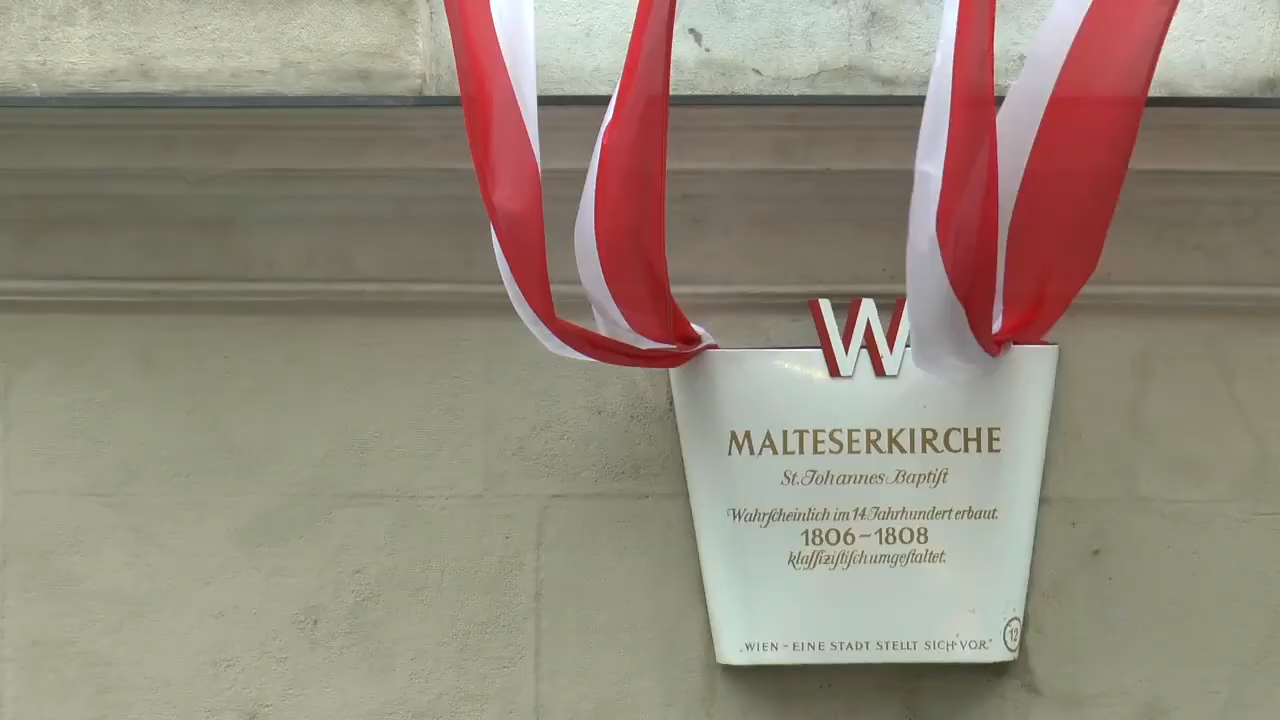 W
MALTESERKIRCHE
St. Johannes Baptiſt
Wahrſcheinlich im 14. Jahrhundert erbaut.
1806–1808
klaſſiziſtiſch umgeſtaltet.
„WIEN – EINE STADT STELLT SICH VOR.“
12